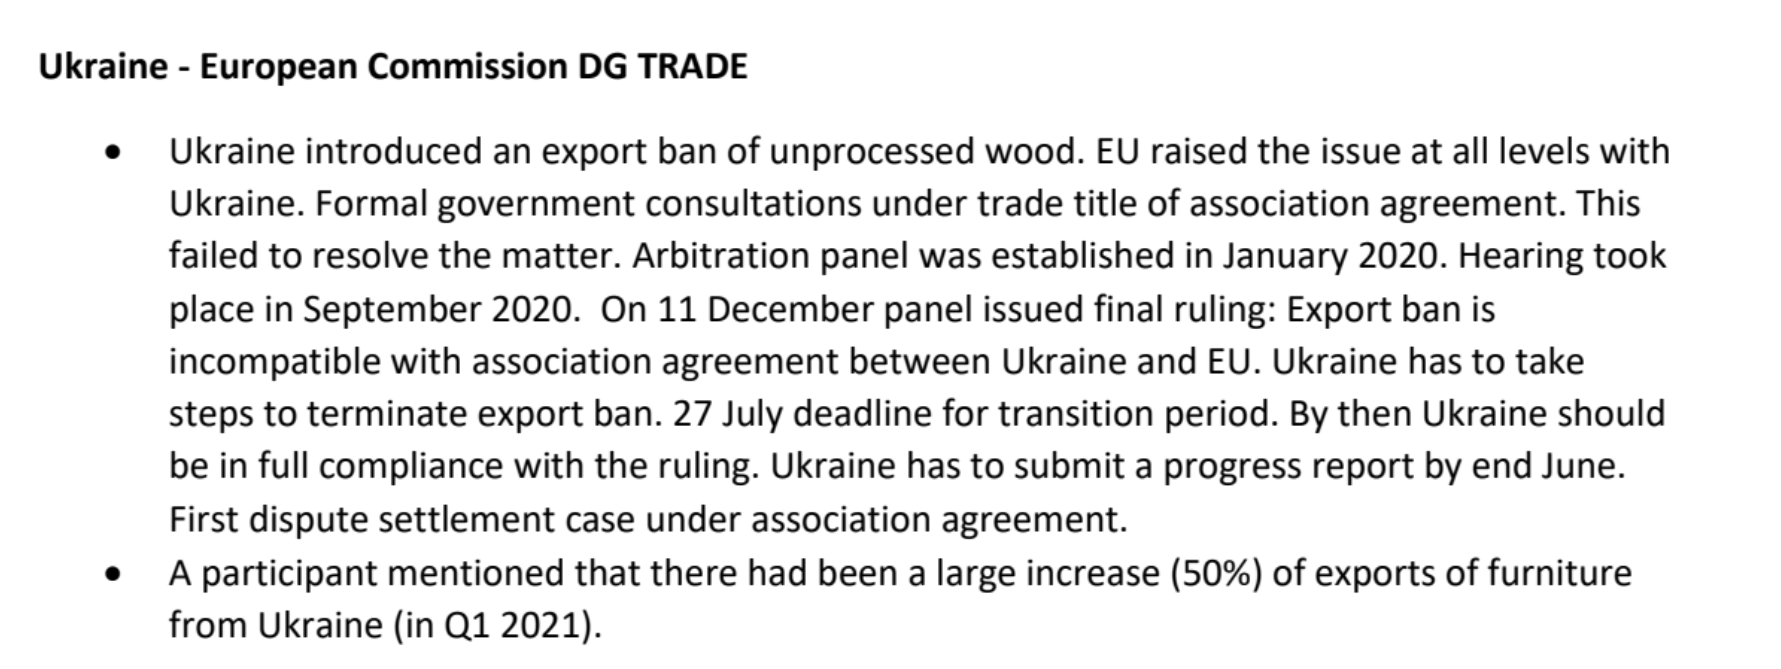 Ukraine - European Commission DG TRADE
• Ukraine introduced an export ban of unprocessed wood. EU raised the issue at all levels with
Ukraine. Formal government consultations under trade title of association agreement. This
failed to resolve the matter. Arbitration panel was established in January 2020. Hearing took
place in September 2020.  On 11 December panel issued final ruling: Export ban is
incompatible with association agreement between Ukraine and EU. Ukraine has to take
steps to terminate export ban. 27 July deadline for transition period. By then Ukraine should
be in full compliance with the ruling. Ukraine has to submit a progress report by end June.
First dispute settlement case under association agreement.
• A participant mentioned that there had been a large increase (50%) of exports of furniture
from Ukraine (in Q1 2021).